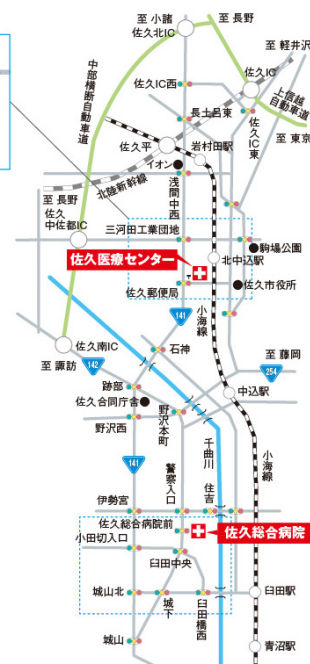 至 小諸
至 長野
佐久北IC
至 軽井沢
中部横断自動車道
佐久IC西
佐久IC
上信越
自動車道
長土呂東
佐久IC東
至 東京
佐久平
岩村田駅
イオン
北陸新幹線
浅間中西
至 長野
佐久
中佐都IC
三河田工業団地
駒場公園
北中込駅
佐久医療センター
佐久郵便局
佐久市役所
141
小海線
石神
佐久南IC
142
至 藤岡
至 諏訪
254
跡部
中込駅
佐久合同庁舎
野沢西
野沢本町
千曲川
小海線
141
警察入口
住吉
伊勢宮
佐久総合病院前
佐久総合病院
小田切入口
臼田中央
城山北
城下
臼田橋西
臼田駅
城山
青沼駅